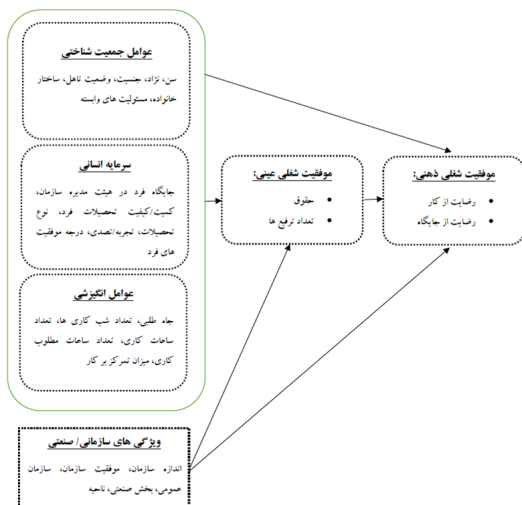 عوامل جمعیت شناختی
سن، نژاد، جنسیت، وضعیت تاهل، ساختار
خانواده، مسئولیت های وابسته
سرمایه انسانی
جایگاه فرد در هیئت مدیره سازمان،
کمیت/کیفیت تحصیلات فرد، نوع
تحصیلات، تجربه/تصدی، درجه موفقیت
های فرد
عوامل انگیزشی
جاه طلبی، تعداد شب کاری ها، تعداد
ساعات کاری، تعداد ساعات مطلوب
کاری، میزان تمرکز بر کار
ویژگی های سازمانی/ صنعتی
اندازه سازمان، موفقیت سازمان، سازمان
عمومی، بخش صنعتی، ناحیه
موفقیت شغلی عینی:
• حقوق
• تعداد ترفیع ها
موفقیت شغلی ذهنی:
• رضایت از کار
• رضایت از جایگاه